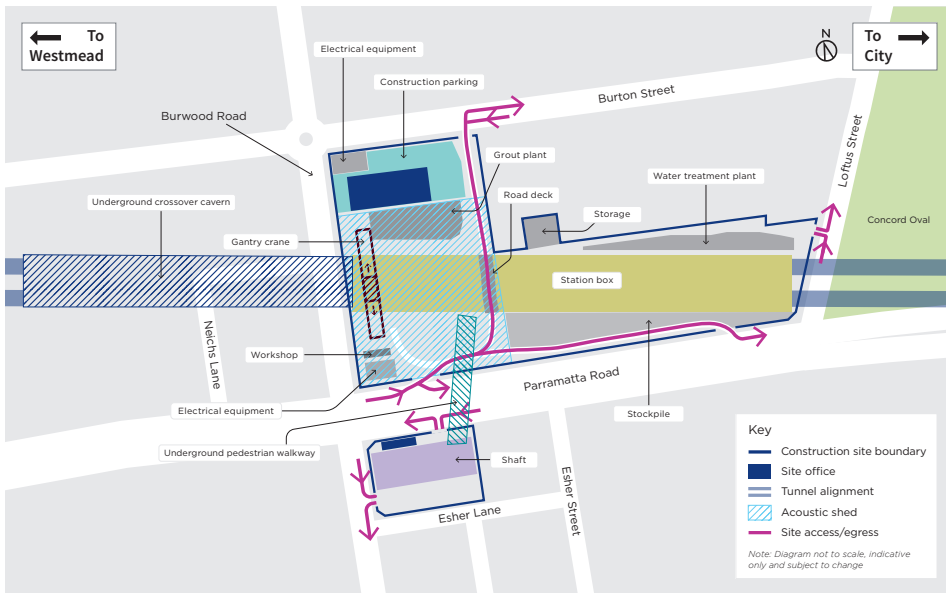 To
Westmead
N
To
City
Electrical equipment
Construction parking
Burwood Road
Burton Street
Loftus Street
Grout plant
Water treatment plant
Road deck
Underground crossover cavern
Storage
Concord Oval
Gantry crane
Station box
Neichs Lane
Workshop
Parramatta Road
Electrical equipment
Stockpile
Underground pedestrian walkway
Shaft
Esher Street
Esher Lane
Key
Construction site boundary
Site office
Tunnel alignment
Acoustic shed
Site access/egress
Note: Diagram not to scale, indicative
only and subject to change